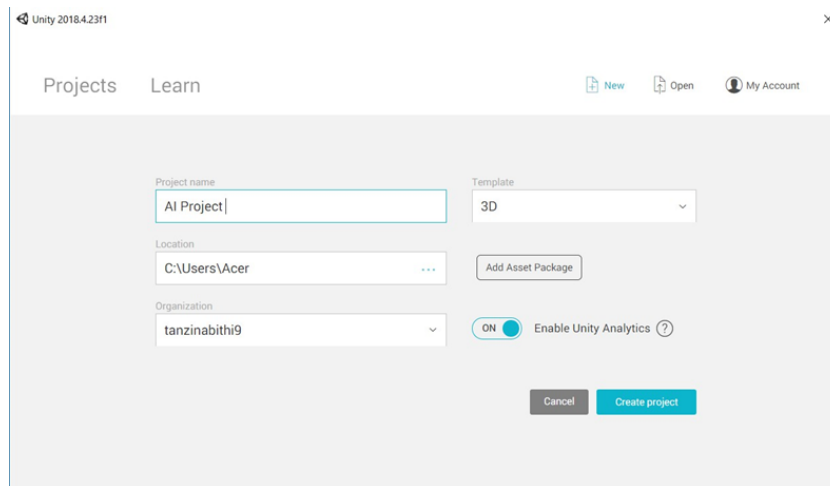 Unity 2018.4.23f1
Projects Learn New Open My Account
Project name Template
AI Project 3D
Location
C:\Users\Acer ... Add Asset Package
Organization
tanzinabithi9 ON Enable Unity Analytics ?
Cancel Create project